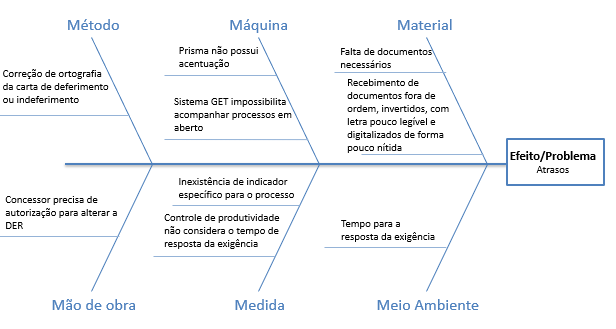 Método
Máquina
Material
Prisma não possui
acentuação
Falta de documentos
necessários
Correção de ortografia
da carta de deferimento
ou indeferimento
Sistema GET impossibilita
acompanhar processos em
aberto
Recebimento de
documentos fora de
ordem, invertidos, com
letra pouco legível e
digitalizados de forma
pouco nítida
Efeito/Problema
Atrasos
Concessor precisa de
autorização para alterar a
DER
Inexistência de indicador
específico para o processo
Controle de produtividade
não considera o tempo de
resposta da exigência
Tempo para a
resposta da exigência
Mão de obra
Medida
Meio Ambiente